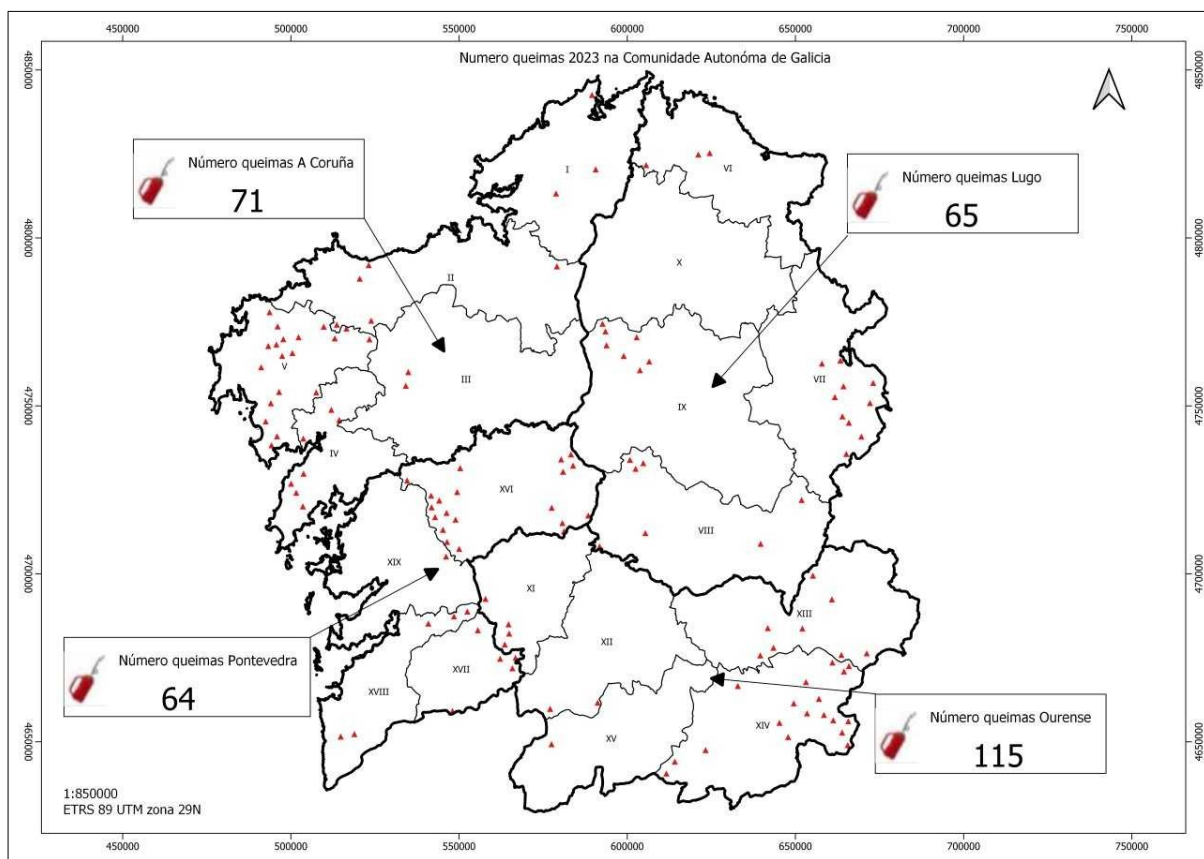 450000 500000 550000 600000 650000 700000 750000
4850000 4850000
Numero queimas 2023 na Comunidade Autonóma de Galicia
Número queimas A Coruña
71
Número queimas Lugo
65
I
VI
4800000 4800000
X
II
V
III
VII
4750000 4750000
IX
IV
XVI
VIII
XIX
4700000 4700000
XI
XIII
XII
Número queimas Pontevedra
64
XVII
XVIII
XIV
XV
Número queimas Ourense
115
4650000 4650000
1:850000
ETRS 89 UTM zona 29N
450000 500000 550000 600000 650000 700000 750000